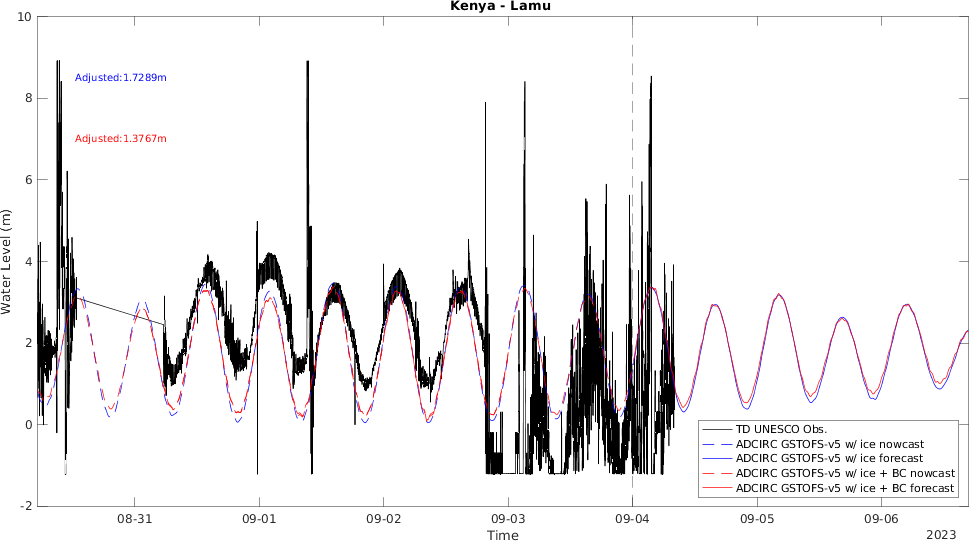 Kenya - Lamu
10
8
6
4
2
0
-2
Water Level (m)
Adjusted:1.7289m
Adjusted:1.3767m
TD UNESCO Obs.
ADCIRC GSTOFS-v5 w/ ice nowcast
ADCIRC GSTOFS-v5 w/ ice forecast
ADCIRC GSTOFS-v5 w/ ice + BC nowcast
ADCIRC GSTOFS-v5 w/ ice + BC forecast
08-31 09-01 09-02 09-03 09-04 09-05 09-06
Time
2023